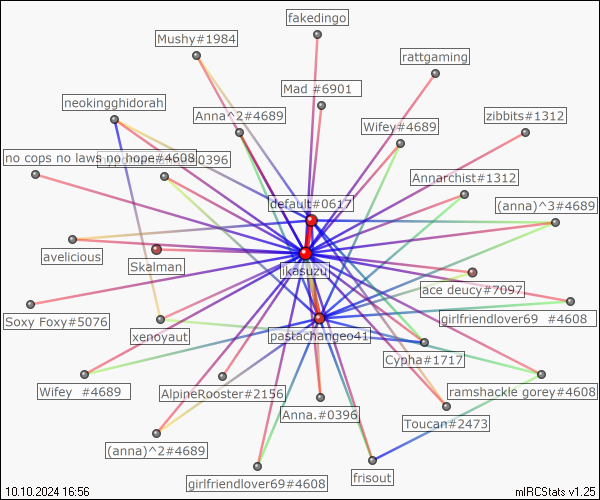 fakedingo
Mushy#1984
rattgaming
Mad #6901
neokingghidorah
Anna^2#4689
zibbits#1312
Wifey#4689
no cops no laws no hope#4608
.0396
Annarchist#1312
default#0617
(anna)^3#4689
avelicious
Skalman
ikasuzu
ace deucy#7097
Soxy Foxy#5076
girlfriendlover69 #4608
xenoyaut
pastachange041
Cypha#1717
Wifey #4689
AlpineRooster#2156
ramshackle gorey#4608
Anna.#0396
Toucan#2473
(anna)^2#4689
girlfriendlover69#4608
frisout
10.10.2024 16:56
mIRCStats v1.25